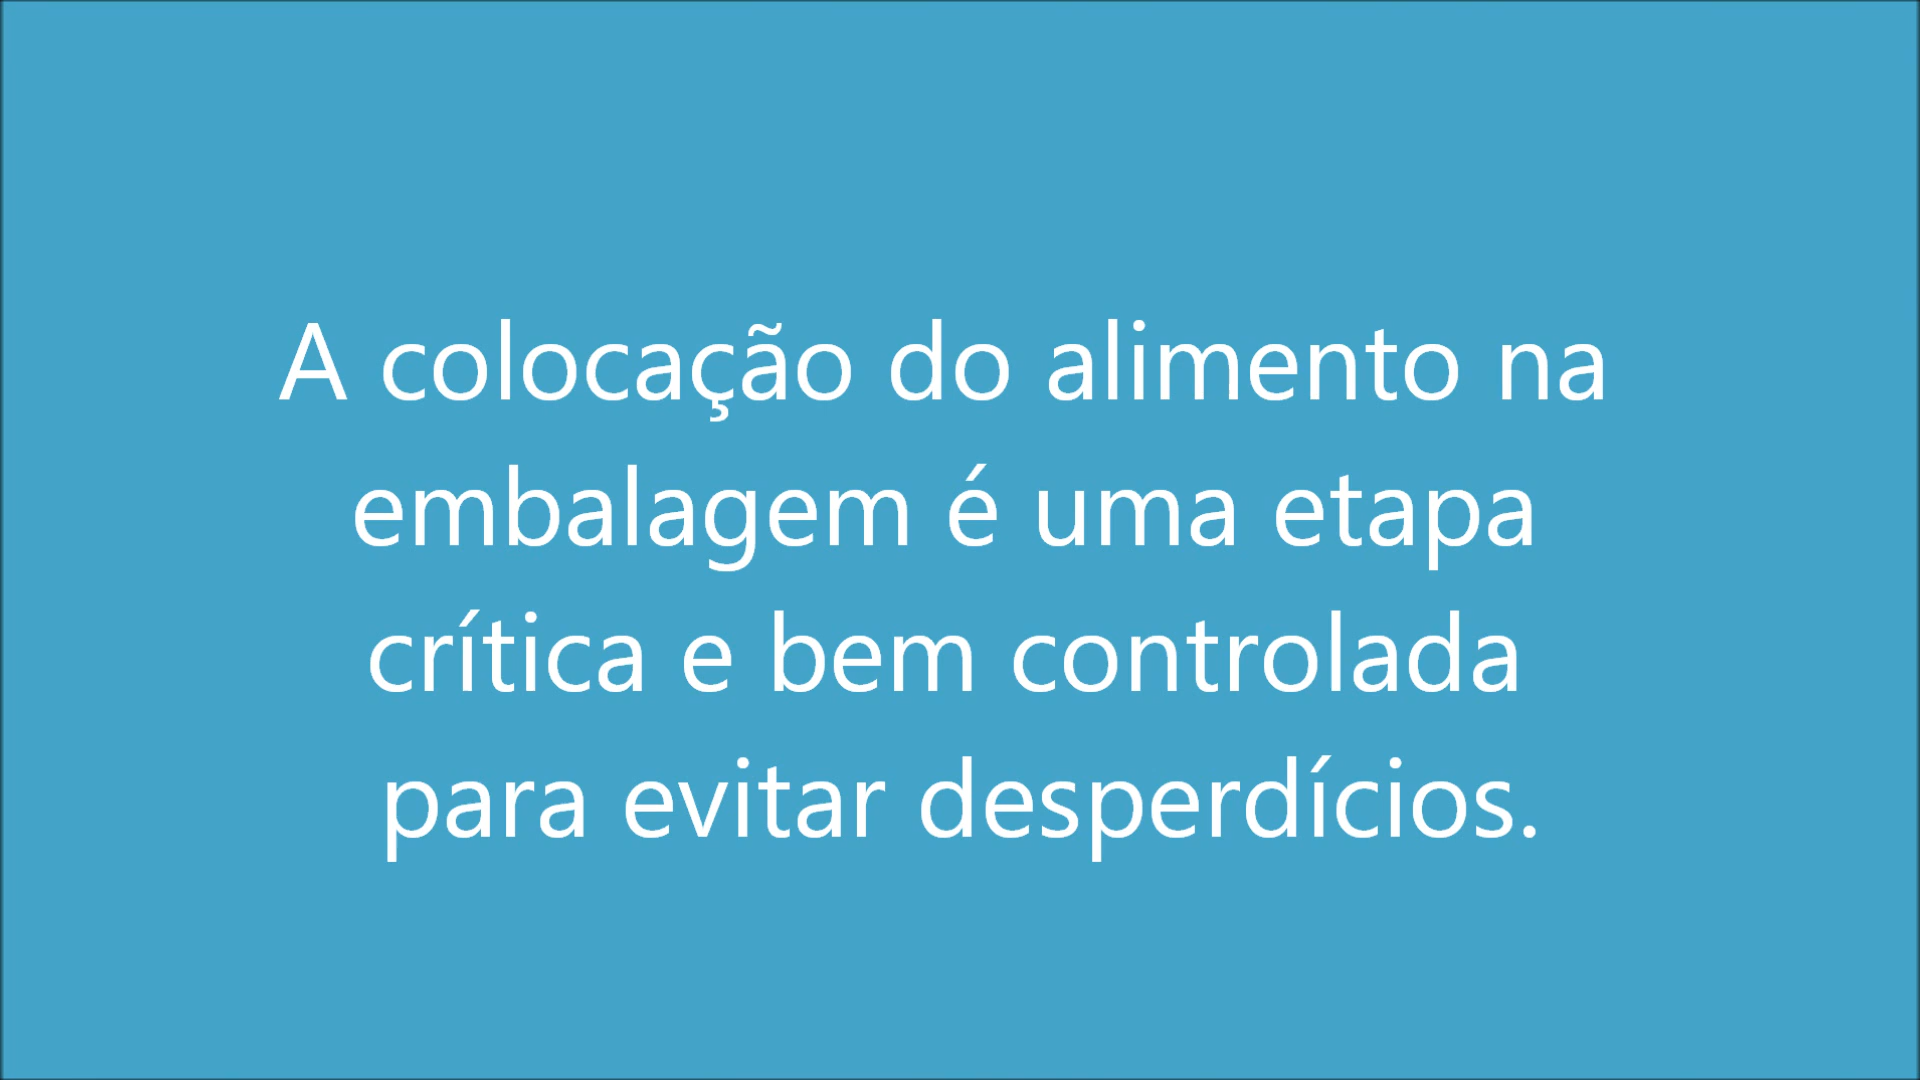 A colocação do alimento na
embalagem é uma etapa
crítica e bem controlada
para evitar desperdícios.